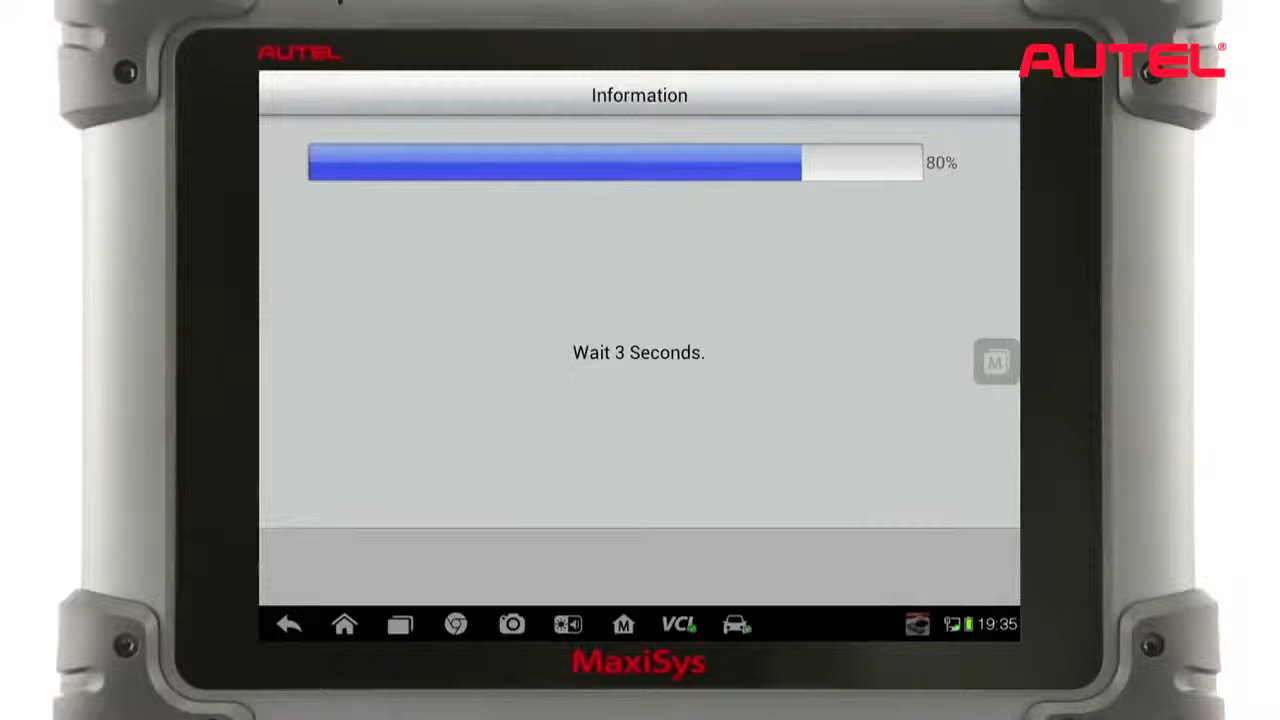 AUTEL
AUTEL®
Information
80%
Wait 3 Seconds.
M
M
VCI
19:35
MaxiSys